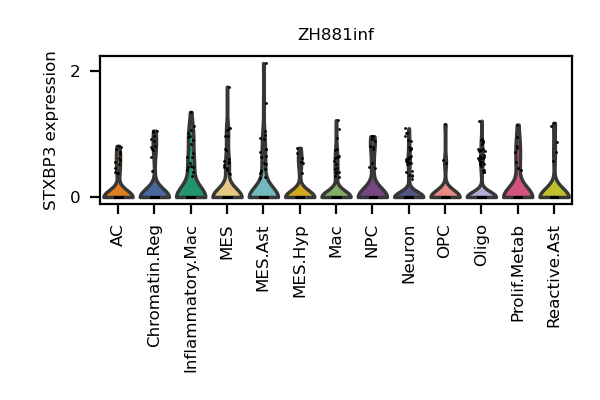 ZH881inf
STXBP3 expression
2
0
AC
Chromatin.Reg
Inflammatory.Mac
MES
MES.Ast
MES.Hyp
Mac
NPC
Neuron
OPC
Oligo
Prolif.Metab
Reactive.Ast